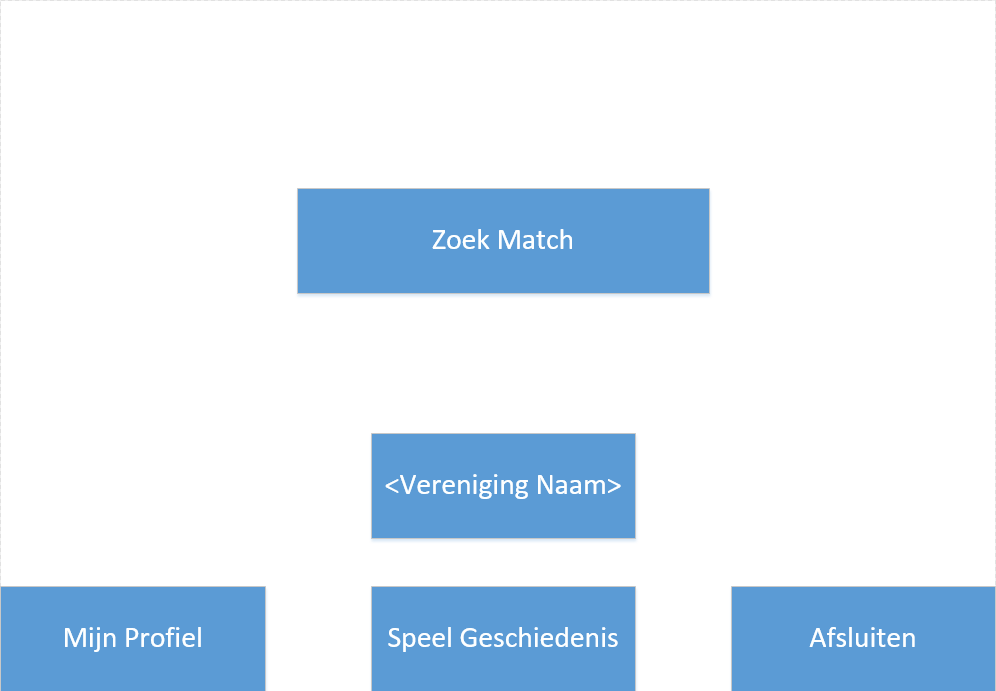 Zoek Match
<Vereniging Naam>
Mijn Profiel
Speel Geschiedenis
Afsluiten